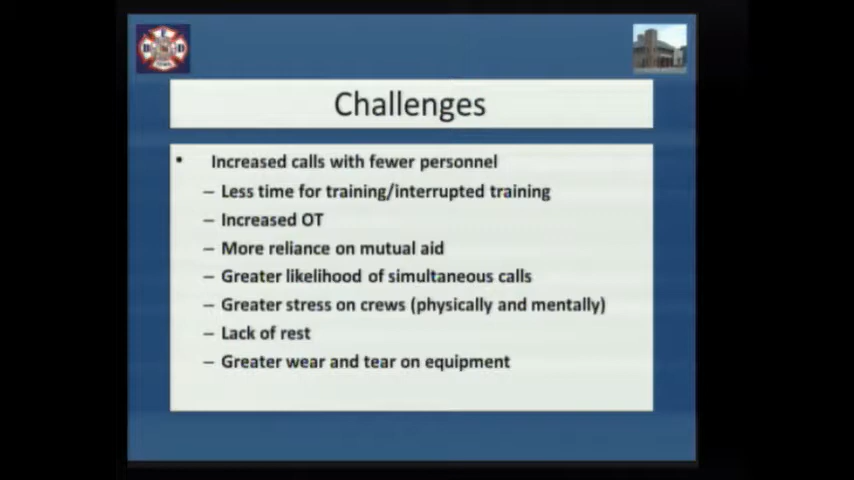 Challenges
• Increased calls with fewer personnel
– Less time for training/interrupted training
– Increased OT
– More reliance on mutual aid
– Greater likelihood of simultaneous calls
– Greater stress on crews (physically and mentally)
– Lack of rest
– Greater wear and tear on equipment